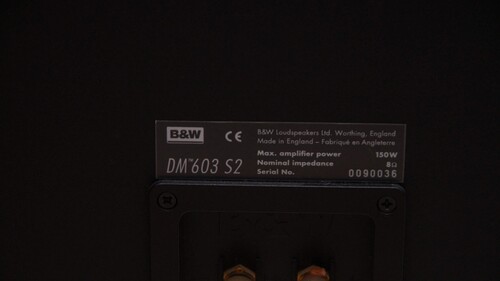 B&W CE
DM™603 S2
B&W Loudspeakers Ltd. Worthing, England
Made in England – Fabriqué en Angleterre
Max. amplifier power 150W
Nominal impedance 8Ω
Serial No. 0090036